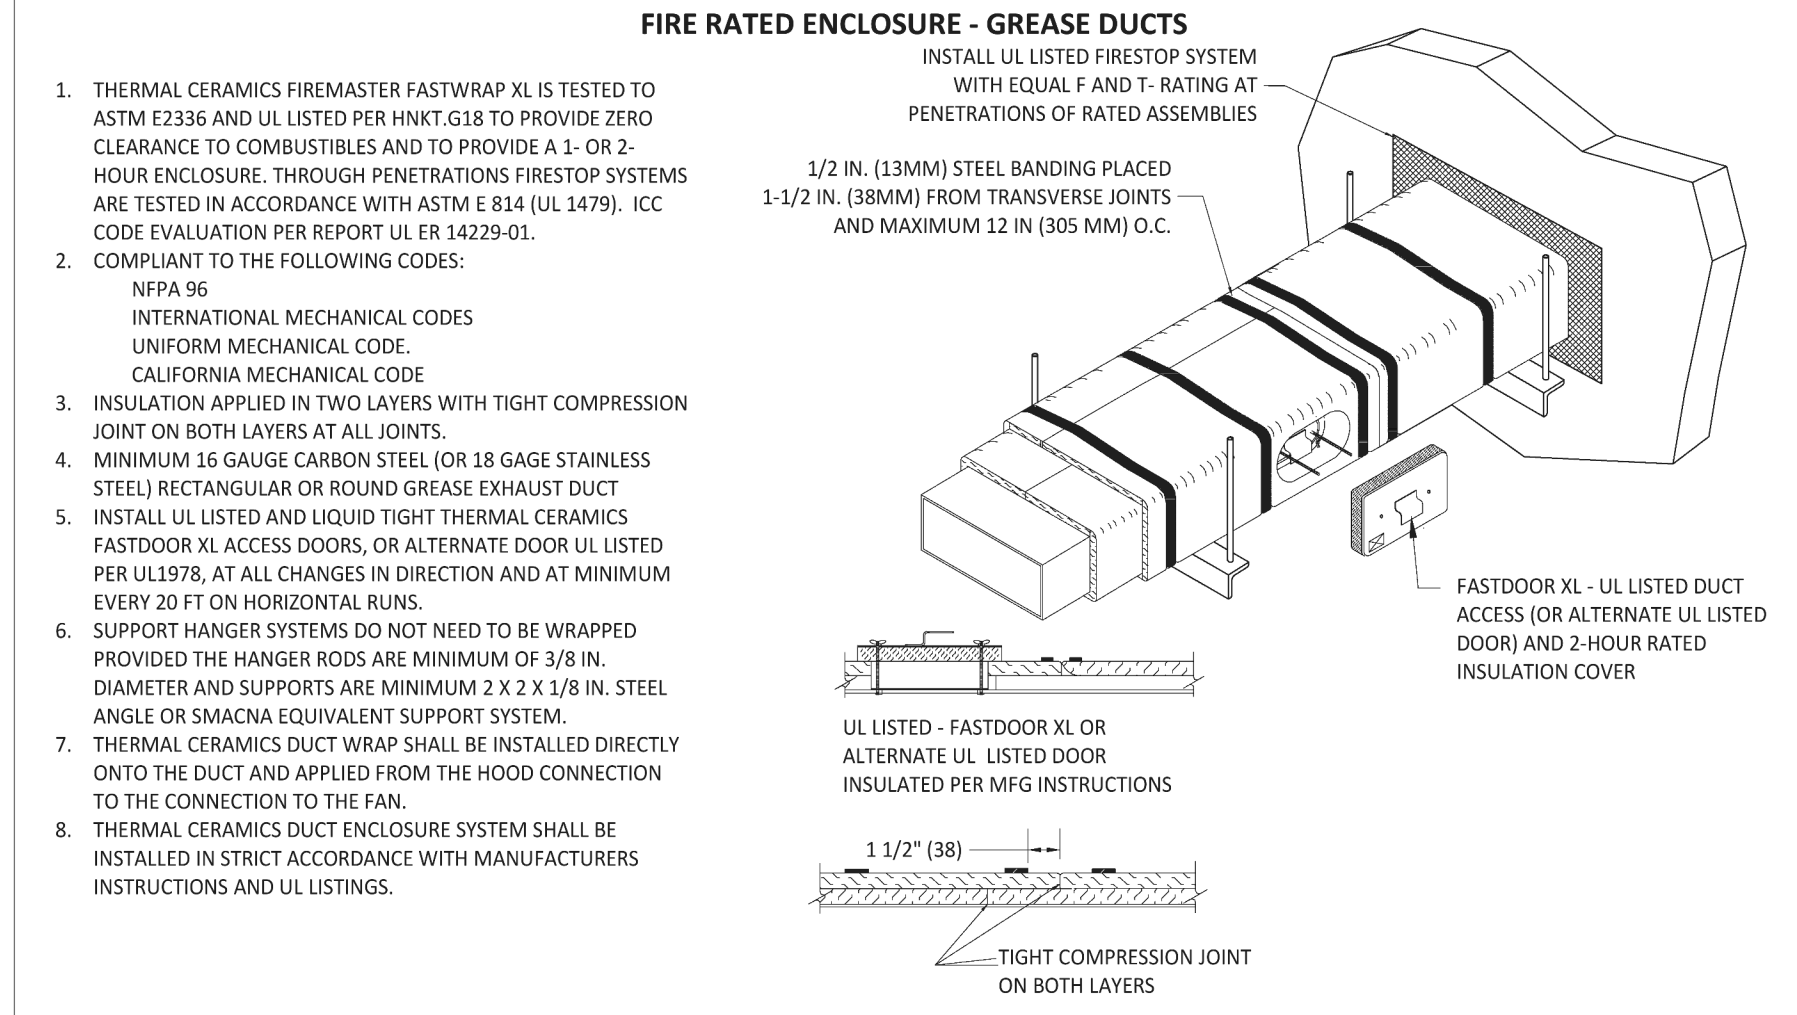 FIRE RATED ENCLOSURE - GREASE DUCTS
1. THERMAL CERAMICS FIREMASTER FASTWRAP XL IS TESTED TO
ASTM E2336 AND UL LISTED PER HNKT.G18 TO PROVIDE ZERO
CLEARANCE TO COMBUSTIBLES AND TO PROVIDE A 1- OR 2-
HOUR ENCLOSURE. THROUGH PENETRATIONS FIRESTOP SYSTEMS
ARE TESTED IN ACCORDANCE WITH ASTM E 814 (UL 1479).  ICC
CODE EVALUATION PER REPORT UL ER 14229-01.
2. COMPLIANT TO THE FOLLOWING CODES:
NFPA 96
INTERNATIONAL MECHANICAL CODES
UNIFORM MECHANICAL CODE.
CALIFORNIA MECHANICAL CODE
3. INSULATION APPLIED IN TWO LAYERS WITH TIGHT COMPRESSION
JOINT ON BOTH LAYERS AT ALL JOINTS.
4. MINIMUM 16 GAUGE CARBON STEEL (OR 18 GAGE STAINLESS
STEEL) RECTANGULAR OR ROUND GREASE EXHAUST DUCT
5. INSTALL UL LISTED AND LIQUID TIGHT THERMAL CERAMICS
FASTDOOR XL ACCESS DOORS, OR ALTERNATE DOOR UL LISTED
PER UL1978, AT ALL CHANGES IN DIRECTION AND AT MINIMUM
EVERY 20 FT ON HORIZONTAL RUNS.
6. SUPPORT HANGER SYSTEMS DO NOT NEED TO BE WRAPPED
PROVIDED THE HANGER RODS ARE MINIMUM OF 3/8 IN.
DIAMETER AND SUPPORTS ARE MINIMUM 2 X 2 X 1/8 IN. STEEL
ANGLE OR SMACNA EQUIVALENT SUPPORT SYSTEM.
7. THERMAL CERAMICS DUCT WRAP SHALL BE INSTALLED DIRECTLY
ONTO THE DUCT AND APPLIED FROM THE HOOD CONNECTION
TO THE CONNECTION TO THE FAN.
8. THERMAL CERAMICS DUCT ENCLOSURE SYSTEM SHALL BE
INSTALLED IN STRICT ACCORDANCE WITH MANUFACTURERS
INSTRUCTIONS AND UL LISTINGS.
INSTALL UL LISTED FIRESTOP SYSTEM
WITH EQUAL F AND T- RATING AT
PENETRATIONS OF RATED ASSEMBLIES
1/2 IN. (13MM) STEEL BANDING PLACED
1-1/2 IN. (38MM) FROM TRANSVERSE JOINTS
AND MAXIMUM 12 IN (305 MM) O.C.
FASTDOOR XL - UL LISTED DUCT
ACCESS (OR ALTERNATE UL LISTED
DOOR) AND 2-HOUR RATED
INSULATION COVER
UL LISTED - FASTDOOR XL OR
ALTERNATE UL  LISTED DOOR
INSULATED PER MFG INSTRUCTIONS
1 1/2" (38)
TIGHT COMPRESSION JOINT
ON BOTH LAYERS